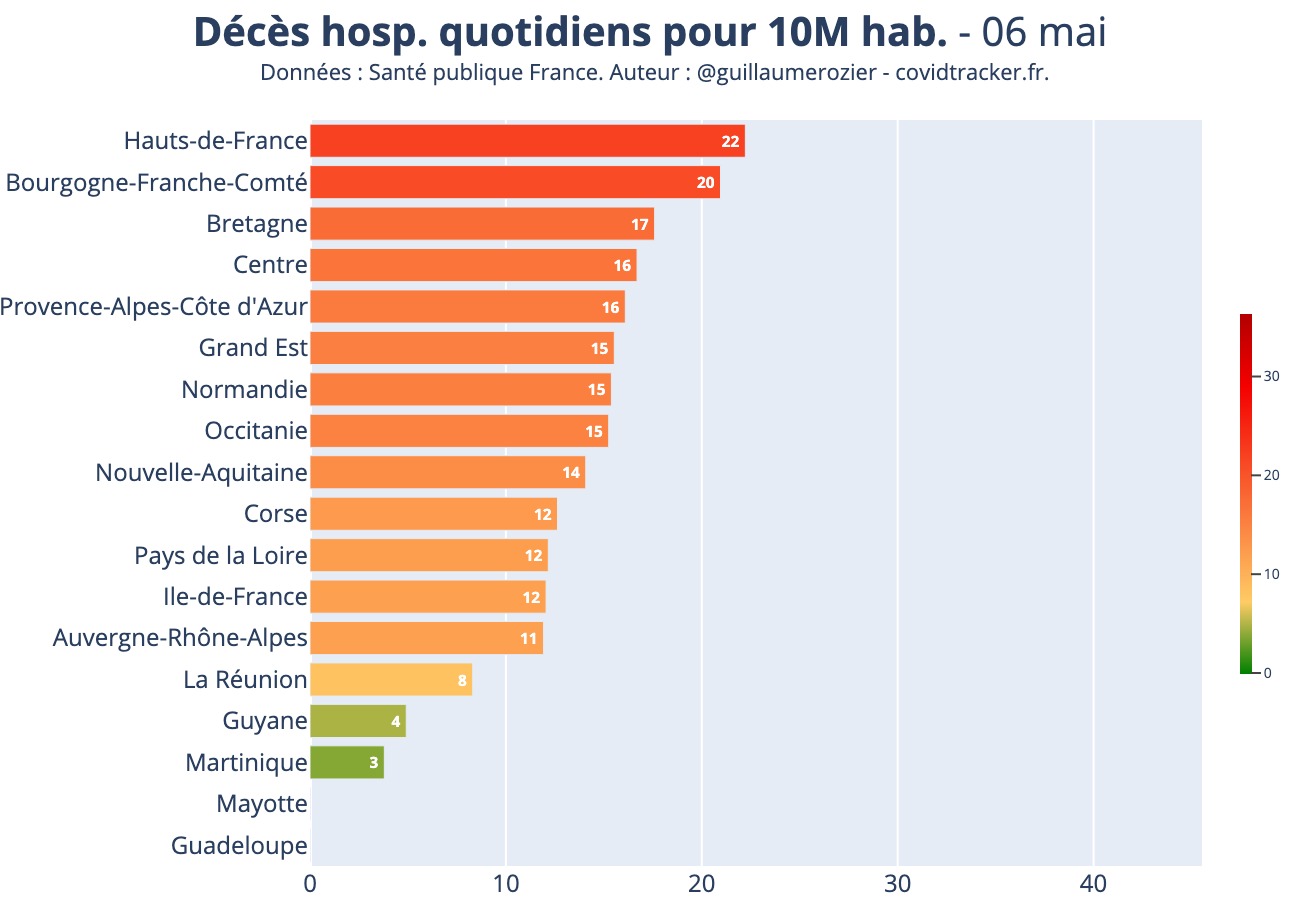 Décès hosp. quotidiens pour 10M hab. - 06 mai
Données : Santé publique France. Auteur : @guillaumerozier - covidtracker.fr.
Hauts-de-France 22
Bourgogne-Franche-Comté 20
Bretagne 17
Centre 16
Provence-Alpes-Côte d'Azur 16
Grand Est 15
Normandie 15
Occitanie 15
Nouvelle-Aquitaine 14
Corse 12
Pays de la Loire 12
Ile-de-France 12
Auvergne-Rhône-Alpes 11
La Réunion 8
Guyane 4
Martinique 3
Mayotte
Guadeloupe
0 10 20 30 40
30
20
10
0